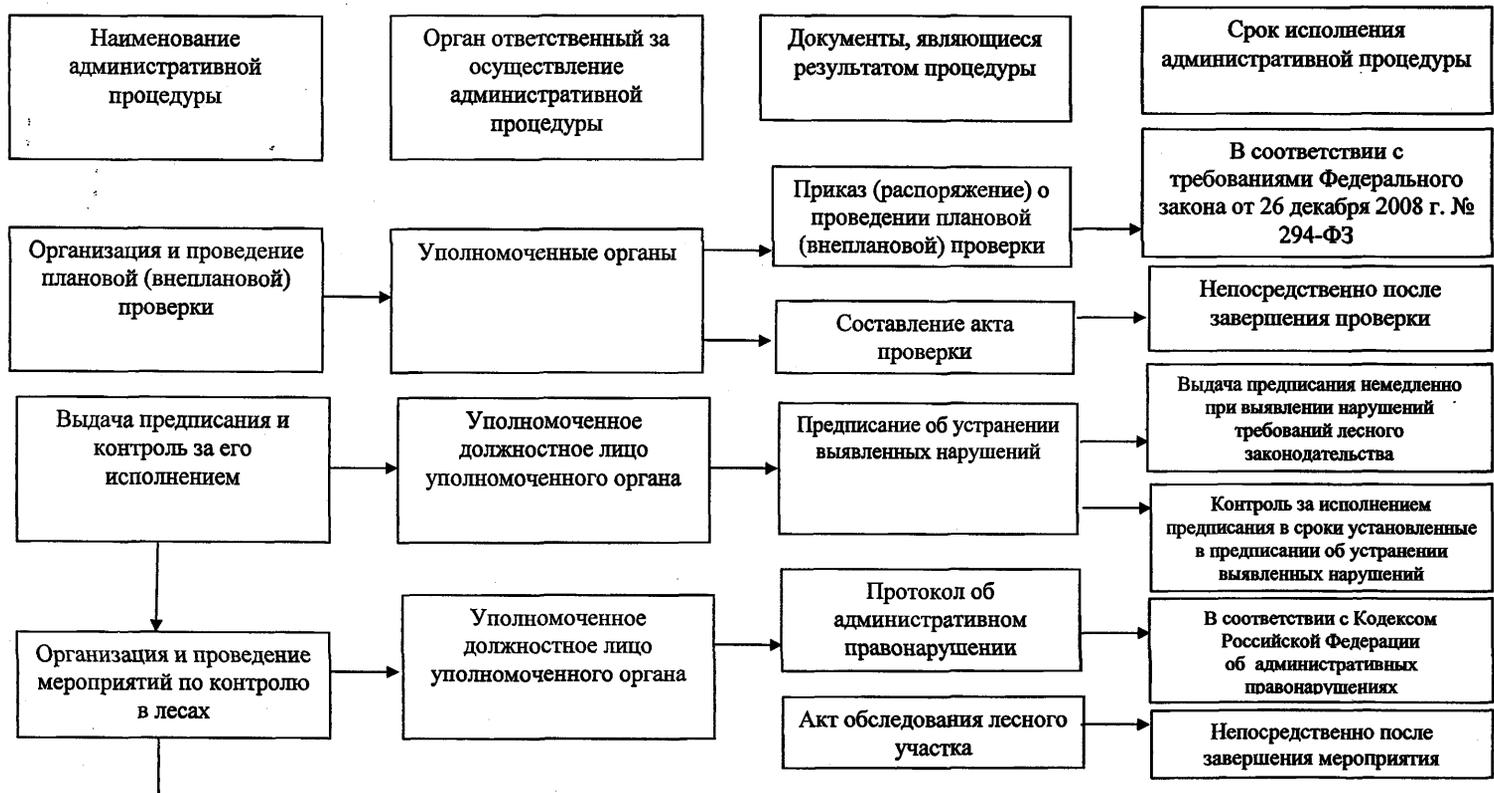 Наименование
административной
процедуры
Орган ответственный за
осуществление
административной
процедуры
Документы, являющиеся
результатом процедуры
Срок исполнения
административной процедуры
Организация и проведение
плановой (внеплановой)
проверки
Уполномоченные органы
Приказ (распоряжение) о
проведении плановой
(внеплановой) проверки
В соответствии с
требованиями Федерального
закона от 26 декабря 2008 г. №
294-ФЗ
Составление акта
проверки
Непосредственно после
завершения проверки
Выдача предписания и
контроль за его
исполнением
Уполномоченное
должностное лицо
уполномоченного органа
Предписание об устранении
выявленных нарушений
Выдача предписания немедленно
при выявлении нарушений
требований лесного
законодательства
Контроль за исполнением
предписания в сроки установленные
в предписании об устранении
выявленных нарушений
Организация и проведение
мероприятий по контролю
в лесах
Уполномоченное
должностное лицо
уполномоченного органа
Протокол об
административном
правонарушении
В соответствии с Кодексом
Российской Федерации
об административных
правонарушениях
Акт обследования лесного
участка
Непосредственно после
завершения мероприятия